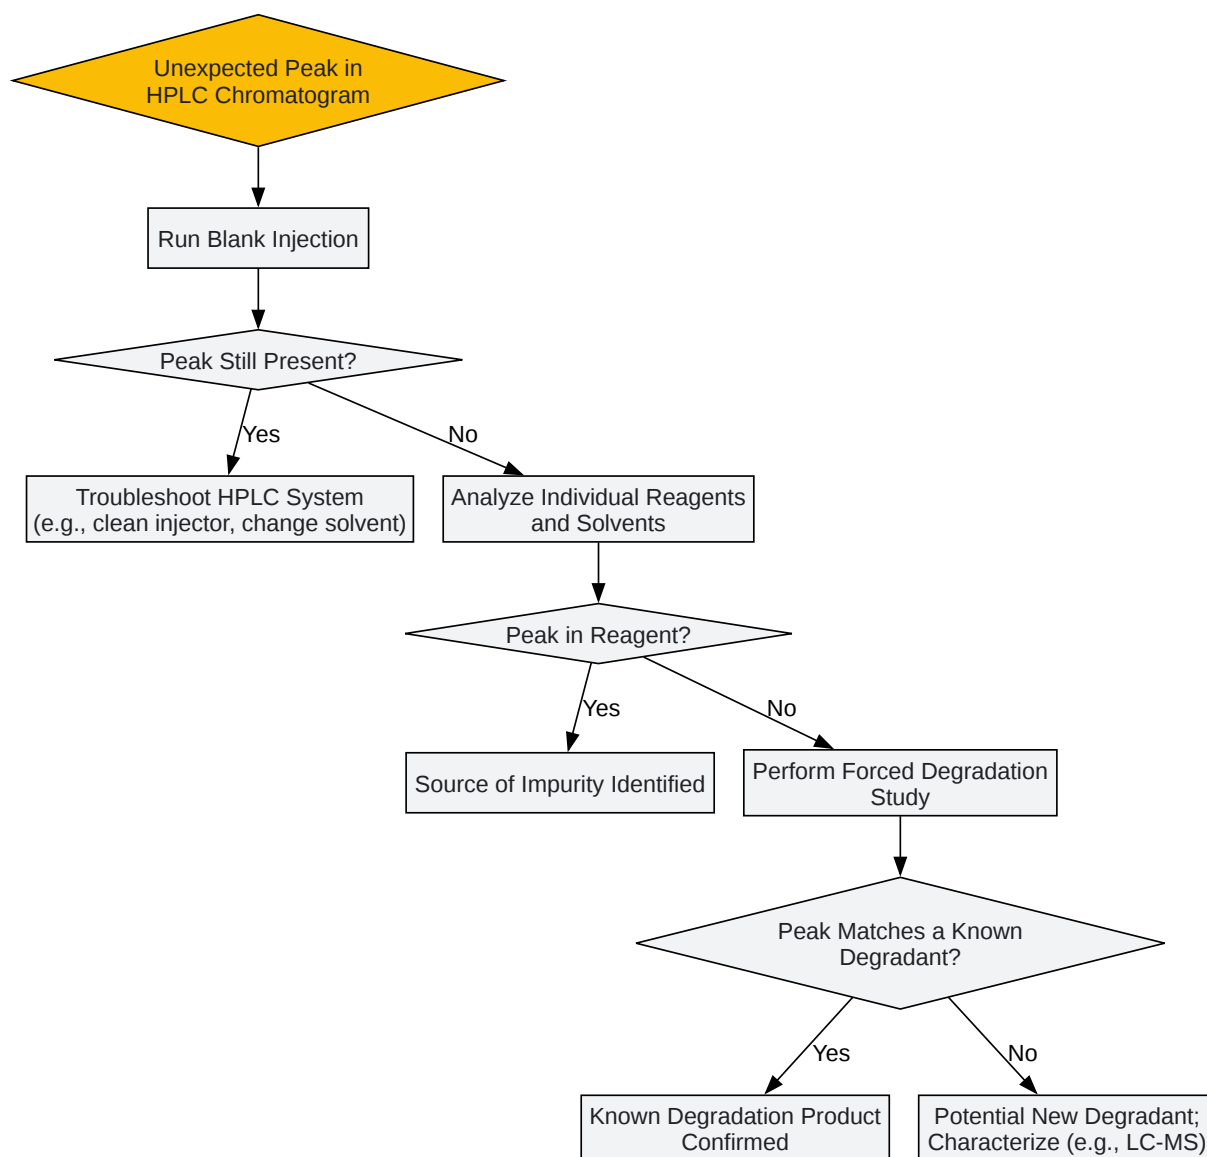 Unexpected Peak in
HPLC Chromatogram
Run Blank Injection
Peak Still Present?
Yes
No
Troubleshoot HPLC System
(e.g., clean injector, change solvent)
Analyze Individual Reagents
and Solvents
Peak in Reagent?
Yes
No
Source of Impurity Identified
Perform Forced Degradation
Study
Peak Matches a Known
Degradant?
Yes
No
Known Degradation Product
Confirmed
Potential New Degradant;
Characterize (e.g., LC-MS)